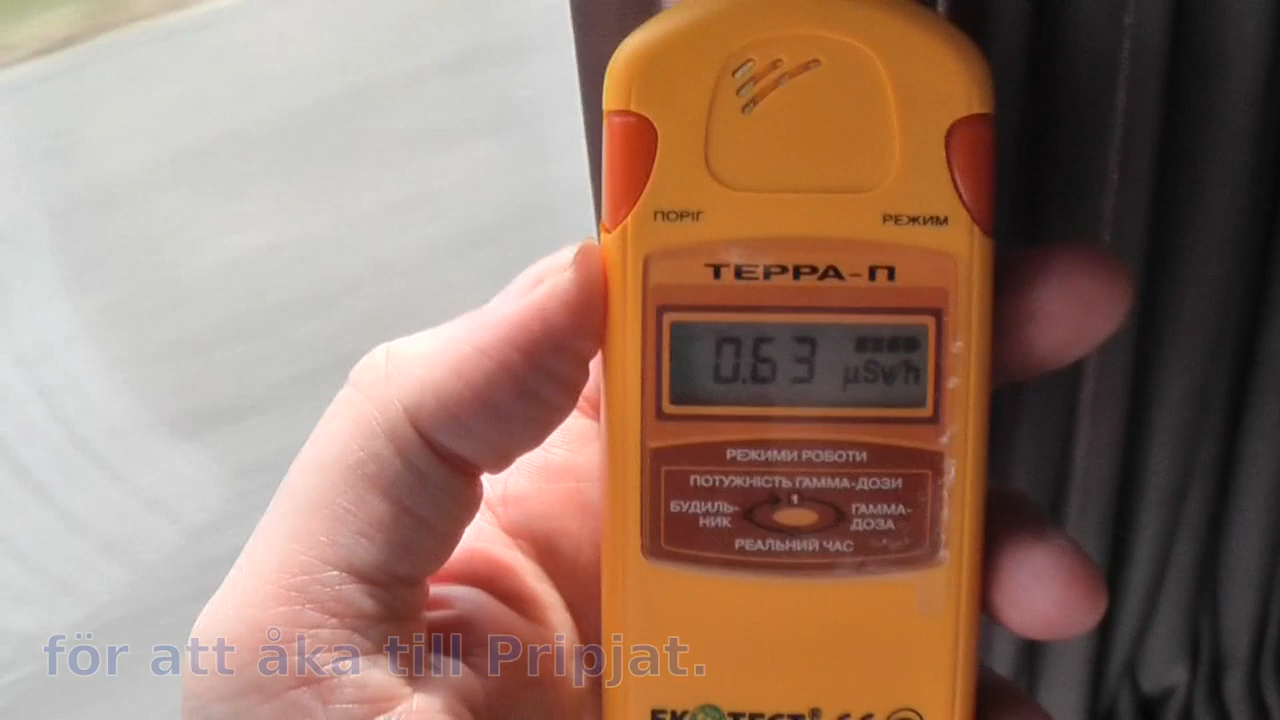 ПОРІГ РЕЖИМ
ТЕРРА-П
0.63 µSv/h
РЕЖИМИ РОБОТИ
ПОТУЖНІСТЬ ГАММА-ДОЗИ
1
БУДИЛЬ-
НИК
ГАММА-
ДОЗА
РЕАЛЬНИЙ ЧАС
för att åka till Pripjat.